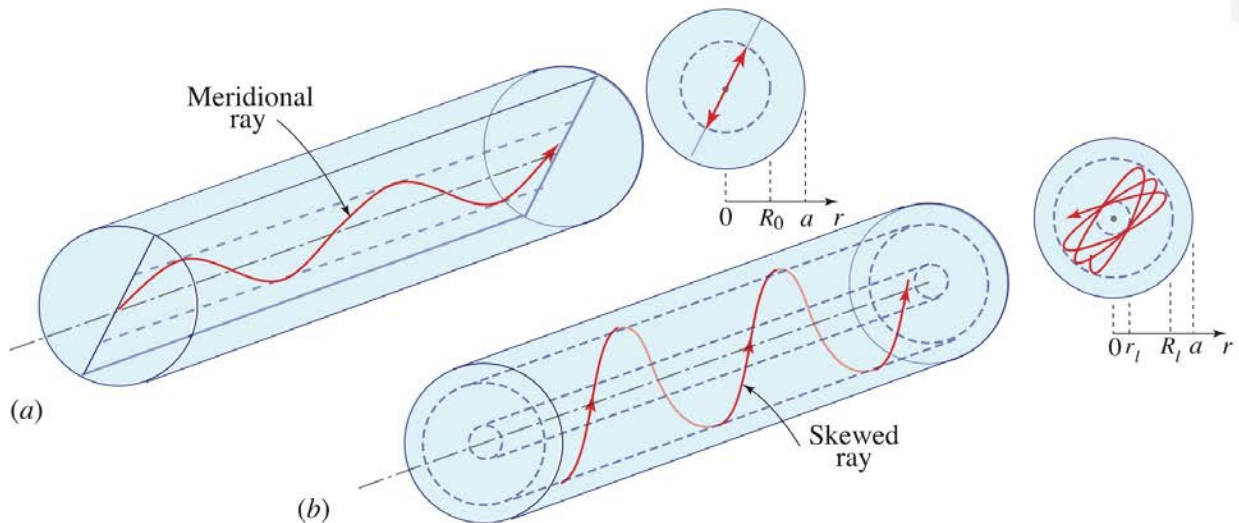 Meridional
ray
0 R₀ a r
(a)
0 rₗ Rₗ a r
Skewed
ray
(b)